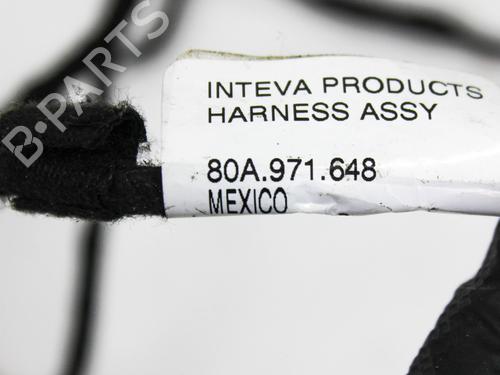 B-PARTS
INTEVA PRODUCTS
HARNESS ASSY
80A.971.648
MEXICO